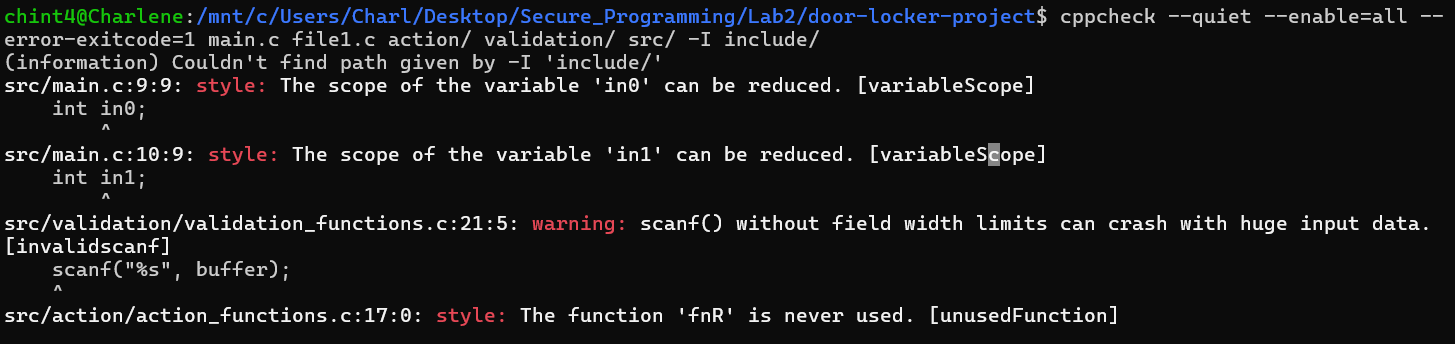 chint4@Charlene:/mnt/c/Users/Charl/Desktop/Secure_Programming/Lab2/door-locker-project$ cppcheck --quiet --enable=all --
error-exitcode=1 main.c file1.c action/ validation/ src/ -I include/
(information) Couldn't find path given by -I 'include/'
src/main.c:9:9: style: The scope of the variable 'in0' can be reduced. [variableScope]
    int in0;
        ^
src/main.c:10:9: style: The scope of the variable 'in1' can be reduced. [variableScope]
    int in1;
        ^
src/validation/validation_functions.c:21:5: warning: scanf() without field width limits can crash with huge input data.
[invalidscanf]
    scanf("%s", buffer);
    ^
src/action/action_functions.c:17:0: style: The function 'fnR' is never used. [unusedFunction]